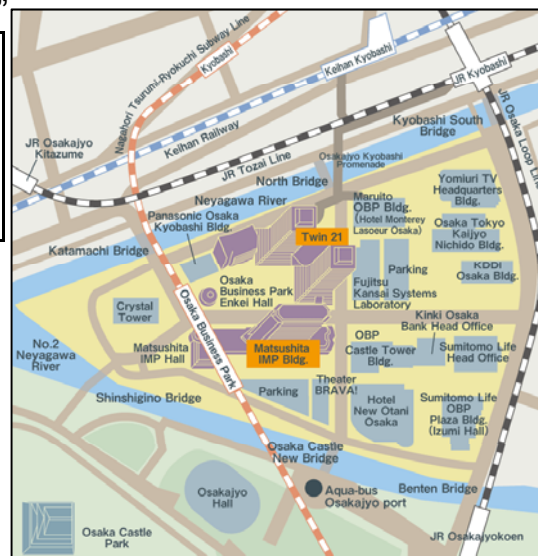 Nagahori Tsurumi-Ryokuchi Subway Line
Kyobashi
Kyobashi
JR Kyobashi
JR Osaka Loop Line
Keihan Railway
JR Tozai Line
JR Osakajyo
Kitazume
Kyobashi South
Bridge
Osakajyo Kyobashi
Promenade
North Bridge
Neyagawa River
Panasonic Osaka
Kyobashi Bldg.
Katamachi Bridge
Twin 21
Maruito
OBP Bldg.
(Hotel Monterey
Lasoeur Osaka)
Yomiuri TV
Headquarters
Bldg.
Osaka Tokyo
Kaijyo
Nichido Bldg.
Parking
KDDI
Osaka Bldg.
Fujitsu
Kansai Systems
Laboratory
Osaka
Business Park
Enkei Hall
Crystal
Tower
Osaka Business Park
Kinki Osaka
Bank Head Office
OBP
Castle Tower
Bldg.
Sumitomo Life
Head Office
No.2
Neyagawa
River
Matsushita
IMP Hall
Matsushita
IMP Bldg.
Shinshigino Bridge
Parking
Theater
BRAVA!
Hotel
New Otani
Osaka
Sumitomo Life
OBP
Plaza Bldg.
(Izumi Hall)
Osaka Castle
New Bridge
Benten Bridge
Osakajyo
Hall
Aqua-bus
Osakajyo port
Osaka Castle
Park
JR Osakajyokoen